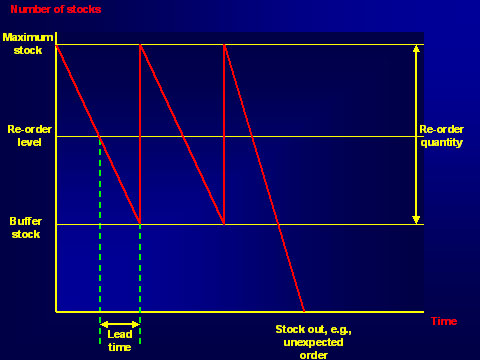 Number of stocks
Maximum
stock
Re-order
level
Re-order
quantity
Buffer
stock
Time
Lead
time
Stock out, e.g.,
unexpected
order